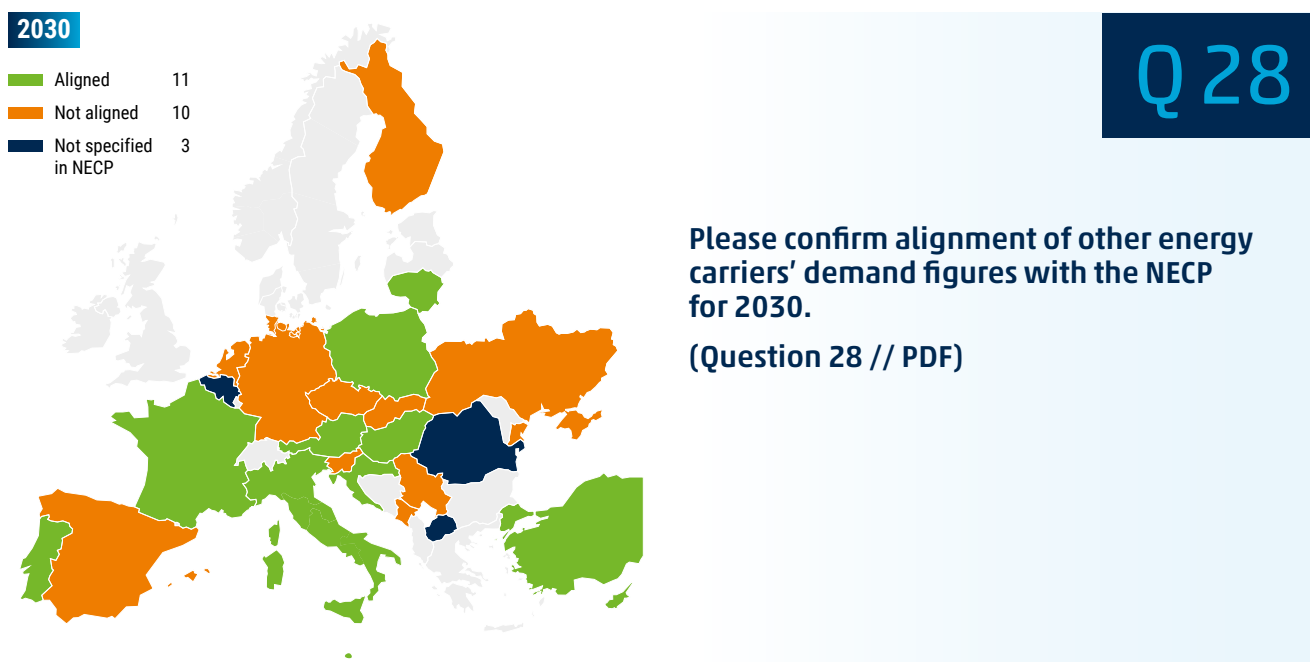 2030
Aligned 11
Not aligned 10
Not specified 3
in NECP
Q 28
Please confirm alignment of other energy
carriers’ demand figures with the NECP
for 2030.
(Question 28 // PDF)